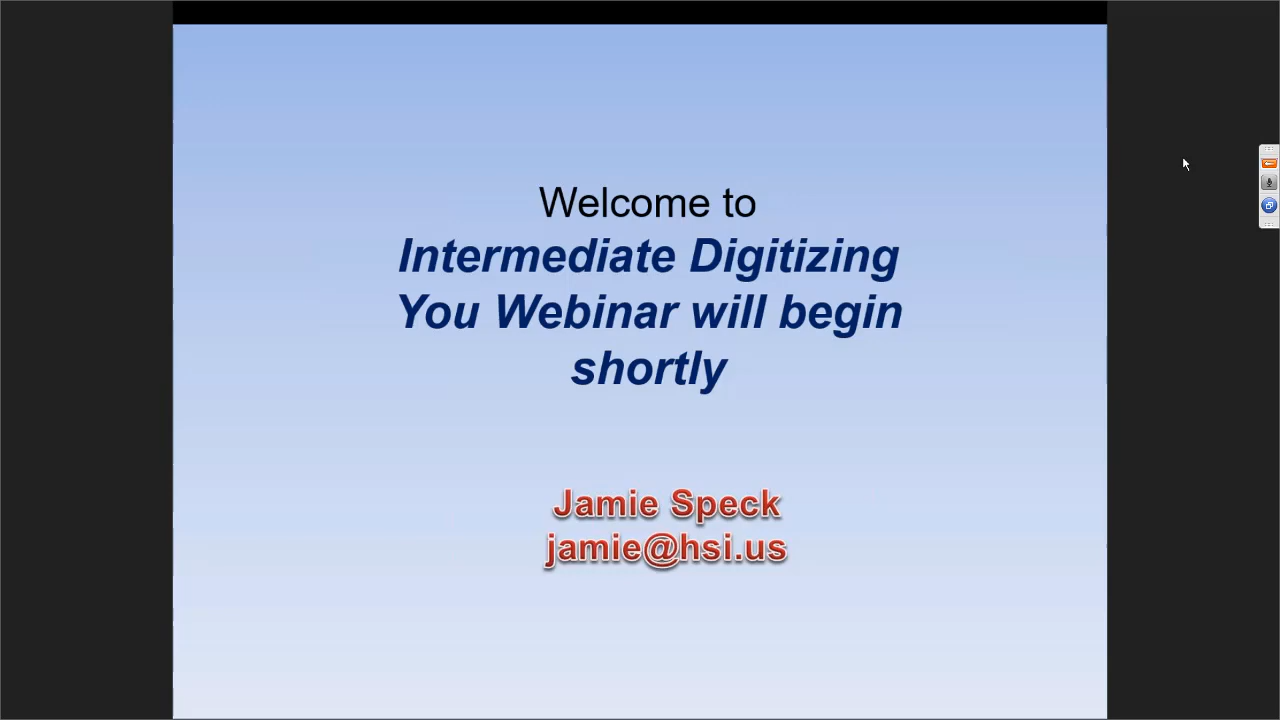 Welcome to
Intermediate Digitizing
You Webinar will begin
shortly
Jamie Speck
jamie@hsi.us